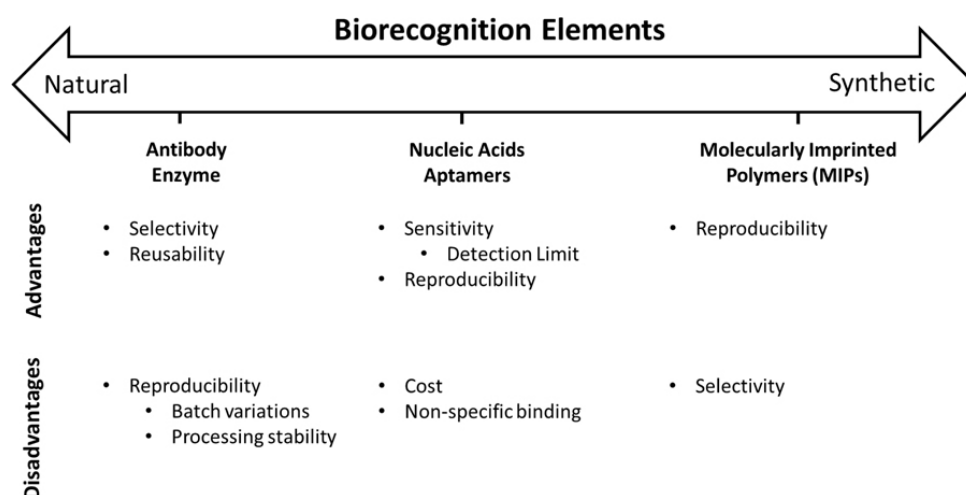 Biorecognition Elements
Natural
Synthetic
Antibody
Enzyme
Nucleic Acids
Aptamers
Molecularly Imprinted
Polymers (MIPs)
Advantages
• Selectivity
• Reusability
• Sensitivity
• Detection Limit
• Reproducibility
• Reproducibility
Disadvantages
• Reproducibility
• Batch variations
• Processing stability
• Cost
• Non-specific binding
• Selectivity